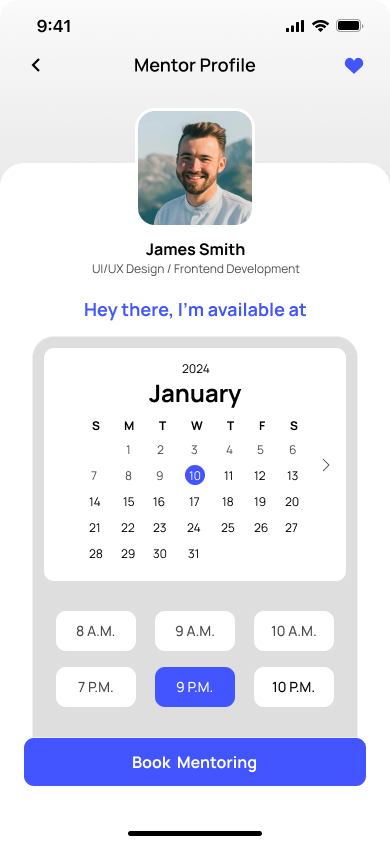 9:41
Mentor Profile
James Smith
UI/UX Design / Frontend Development
Hey there, I'm available at
2024
January
S M T W T F S
1 2 3 4 5 6
7 8 9 10 11 12 13
14 15 16 17 18 19 20
21 22 23 24 25 26 27
28 29 30 31
8 A.M. 9 A.M. 10 A.M.
7 P.M. 9 P.M. 10 P.M.
Book Mentoring